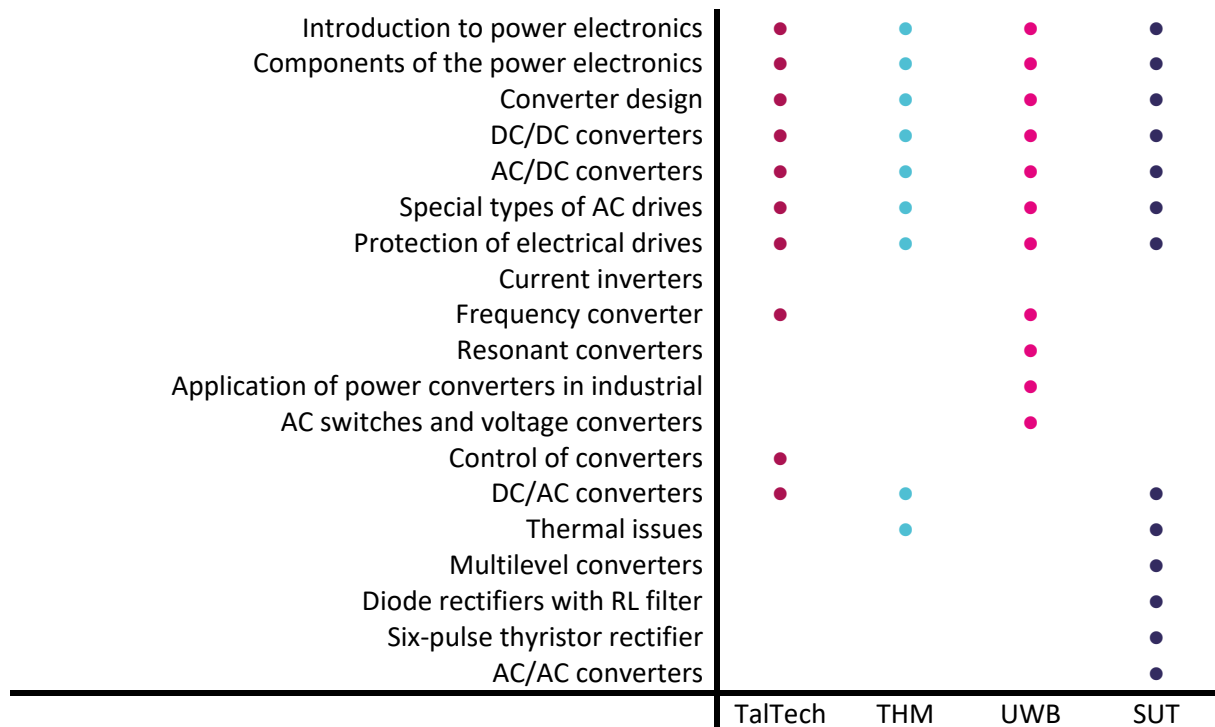 Introduction to power electronics
Components of the power electronics
Converter design
DC/DC converters
AC/DC converters
Special types of AC drives
Protection of electrical drives
Current inverters
Frequency converter
Resonant converters
Application of power converters in industrial
AC switches and voltage converters
Control of converters
DC/AC converters
Thermal issues
Multilevel converters
Diode rectifiers with RL filter
Six-pulse thyristor rectifier
AC/AC converters
TalTech THM UWB SUT